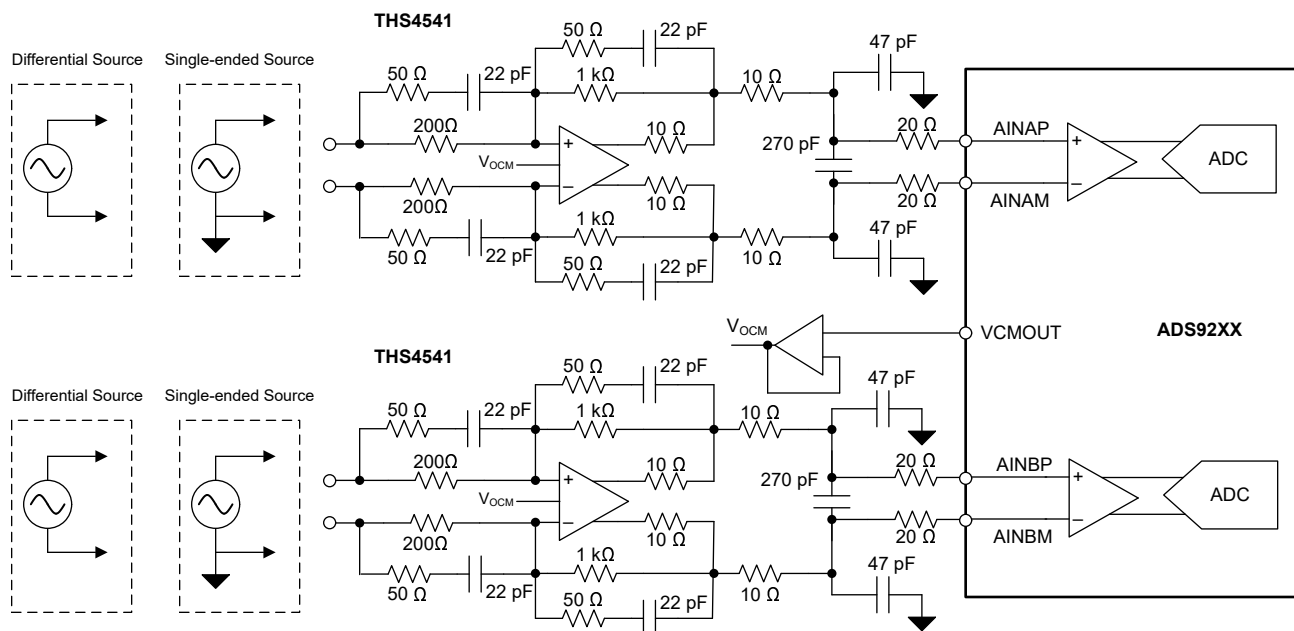 THS4541
Differential Source
Single-ended Source
50 Ω
22 pF
50 Ω
22 pF
1 kΩ
10 Ω
47 pF
200Ω
10 Ω
270 pF
20 Ω
AINAP
+
VOCM
+
−
ADC
−
200Ω
10 Ω
20 Ω
AINAM
50 Ω
22 pF
1 kΩ
10 Ω
47 pF
50 Ω
22 pF
VOCM
VCMOUT
ADS92XX
THS4541
Differential Source
Single-ended Source
50 Ω
22 pF
50 Ω
22 pF
1 kΩ
10 Ω
47 pF
200Ω
10 Ω
270 pF
20 Ω
AINBP
+
VOCM
+
−
ADC
−
200Ω
10 Ω
20 Ω
AINBM
50 Ω
22 pF
1 kΩ
10 Ω
47 pF
50 Ω
22 pF